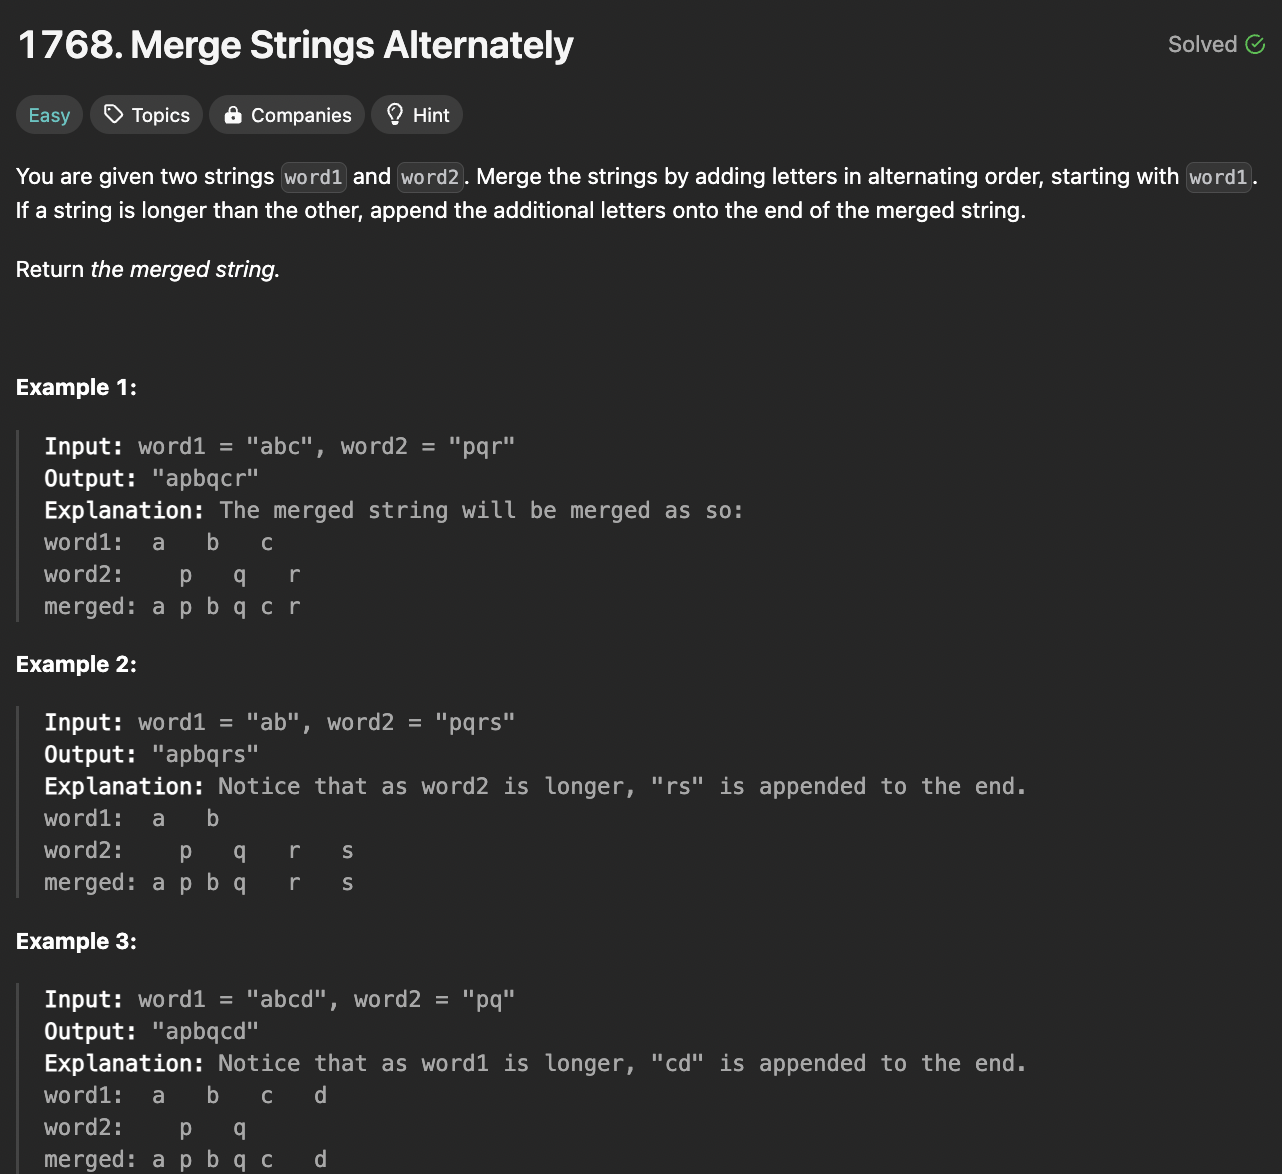 1768. Merge Strings Alternately
Solved
Easy Topics Companies Hint
You are given two strings word1 and word2. Merge the strings by adding letters in alternating order, starting with word1.
If a string is longer than the other, append the additional letters onto the end of the merged string.
Return the merged string.
Example 1:
Input: word1 = "abc", word2 = "pqr"
Output: "apbqcr"
Explanation: The merged string will be merged as so:
word1:  a   b   c
word2:    p   q   r
merged: a p b q c r
Example 2:
Input: word1 = "ab", word2 = "pqrs"
Output: "apbqrs"
Explanation: Notice that as word2 is longer, "rs" is appended to the end.
word1:  a   b
word2:    p   q   r   s
merged: a p b q   r   s
Example 3:
Input: word1 = "abcd", word2 = "pq"
Output: "apbqcd"
Explanation: Notice that as word1 is longer, "cd" is appended to the end.
word1:  a   b   c   d
word2:    p   q
merged: a p b q c   d